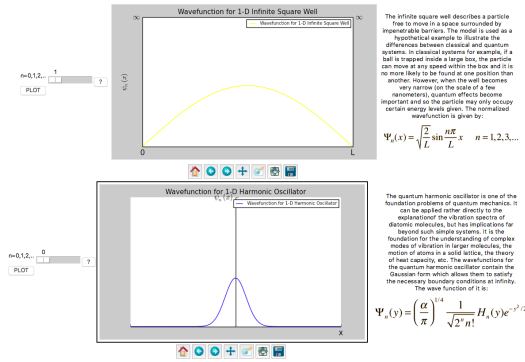 Wavefunction for 1-D Infinite Square Well
∞
∞
Wavefunction for 1-D Infinite Square Well
n=0,1,2,..
1
?
PLOT
ψₙ(x)
0
L
The infinite square well describes a particle
free to move in a space surrounded by
impenetrable barriers. The model is used as a
hypothetical example to illustrate the
differences between classical and quantum
systems. In classical systems for example, if a
ball is trapped inside a large box, the particle
can move at any speed within the box and it is
no more likely to be found at one position than
another. However, when the well becomes
very narrow (on the scale of a few
nanometers), quantum effects become
important and so the particle may only occupy
certain energy levels given. The normalized
wavefunction is given by:
Ψₙ(x) = √(2/L) sin (nπ/L) x n = 1,2,3,...
Wavefunction for 1-D Harmonic Oscillator
ψₙ(x)
Wavefunction for 1-D Harmonic Oscillator
n=0,1,2,..
0
?
PLOT
X
The quantum harmonic oscillator is one of the
foundation problems of quantum mechanics. It
can be applied rather directly to the
explanationof the vibration spectra of
diatomic molecules, but has implications far
beyond such simple systems. It is the
foundation for the understanding of complex
modes of vibration in larger molecules, the
motion of atoms in a solid lattice, the theory
of heat capacity, etc. The wavefunctions for
the quantum harmonic oscillator contain the
Gaussian form which allows them to satisfy
the necessary boundary conditions at infinity.
The wave function of it is:
Ψₙ(y) = (α/π)^1/4 1/√(2ⁿn!) Hₙ(y)e^−y²/2